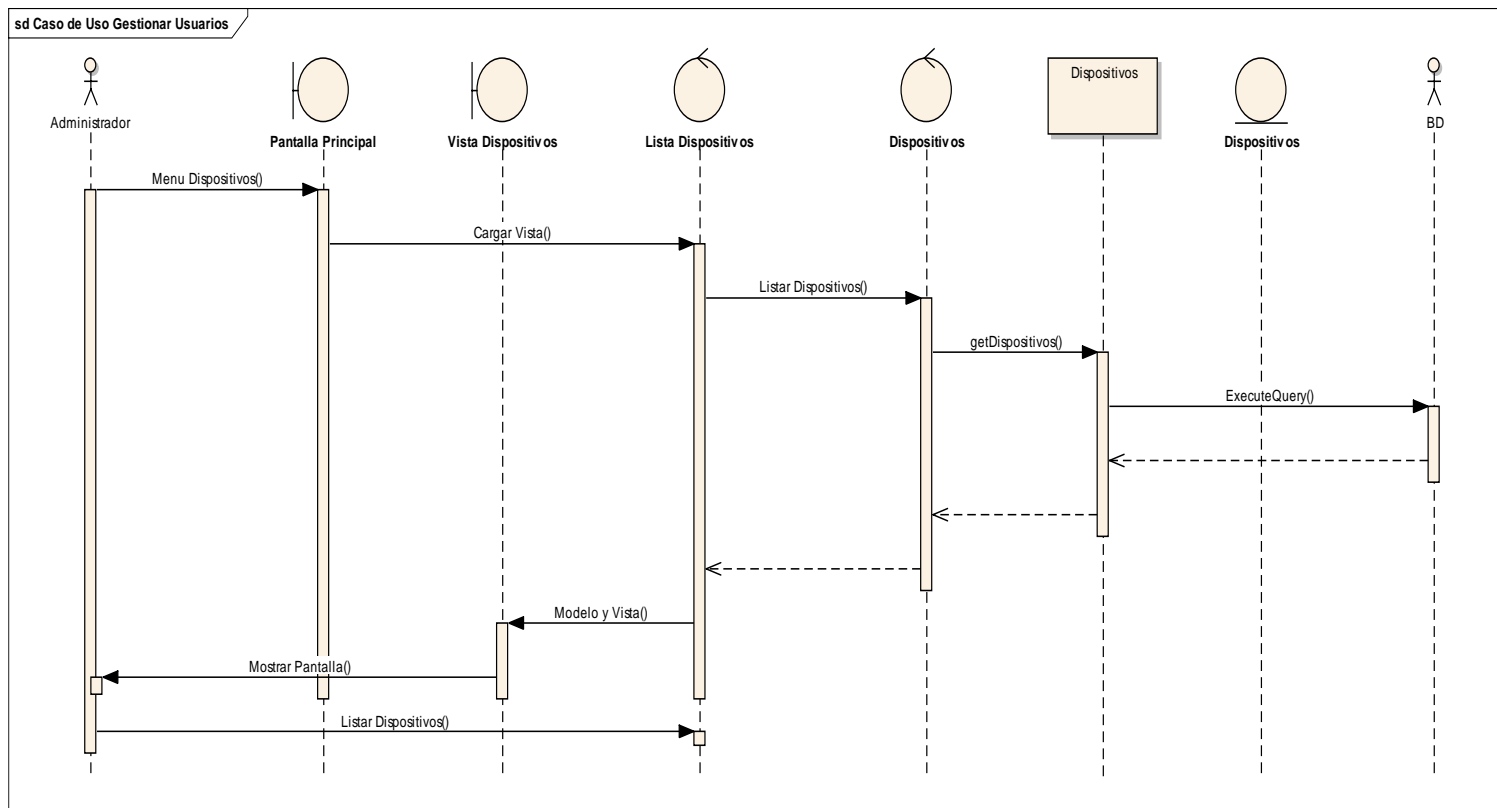 sd Caso de Uso Gestionar Usuarios
Administrador
Pantalla Principal
Vista Dispositivos
Lista Dispositivos
Dispositivos
Dispositivos
Dispositivos
BD
Menu Dispositivos()
Cargar Vista()
Listar Dispositivos()
getDispositivos()
ExecuteQuery()
Modelo y Vista()
Mostrar Pantalla()
Listar Dispositivos()